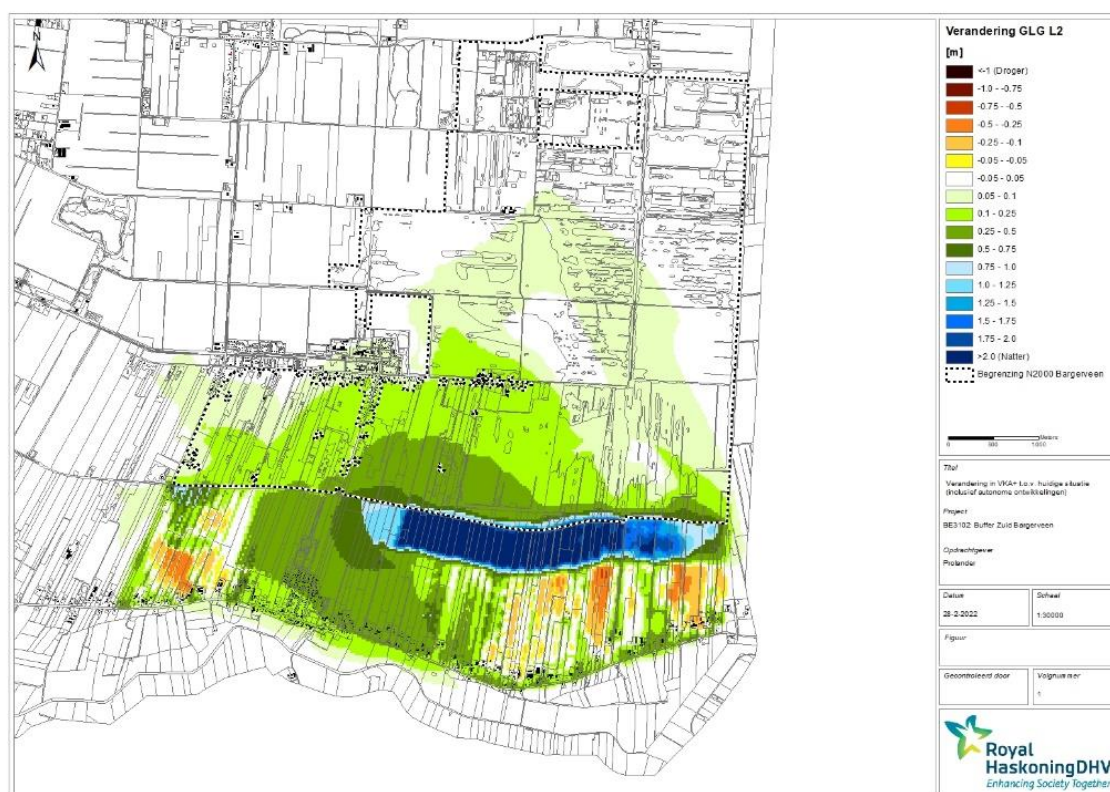 N
Verandering GLG L2
[m]
<-1 (Droger)
-1.0 - -0.75
-0.75 - -0.5
-0.5 - -0.25
-0.25 - -0.1
-0.05 - -0.05
-0.05 - 0.05
0.05 - 0.1
0.1 - 0.25
0.25 - 0.5
0.5 - 0.75
0.75 - 1.0
1.0 - 1.25
1.25 - 1.5
1.5 - 1.75
1.75 - 2.0
>2.0 (Natter)
Begrenzing N2000 Bargerveen
Meters
0 500 1.000
Titel
Verandering in VKA+ t.o.v. huidige situatie
(inclusief autonome ontwikkelingen)
Project
BE3102 Buffer Zuid Bargerveen
Opdrachtgever
Prolander
Datum
28-2-2022
Schaal
1:30000
Figuur
Gecontroleerd door
Volgnummer
1
Royal
HaskoningDHV
Enhancing Society Together